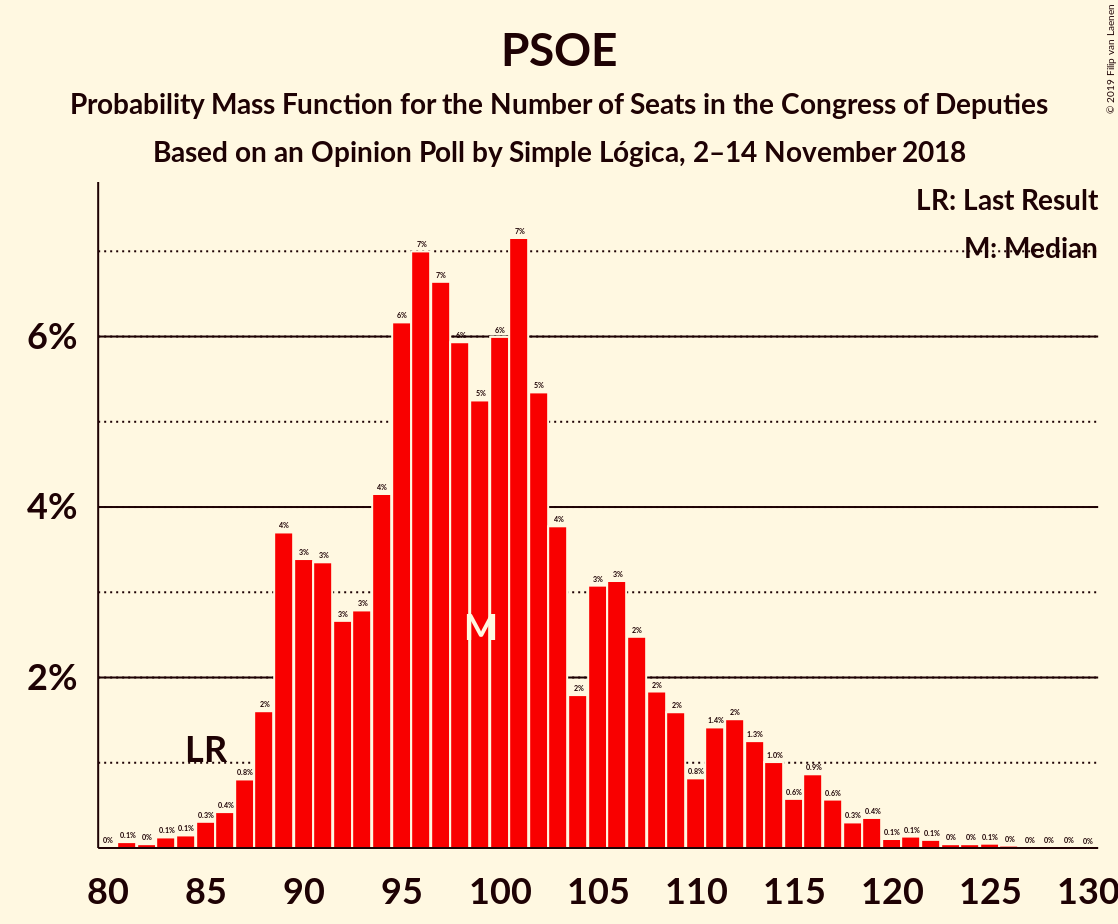 PSOE
Probability Mass Function for the Number of Seats in the Congress of Deputies
Based on an Opinion Poll by Simple Lógica, 2–14 November 2018
© 2019 Filip van Laenen
LR: Last Result
M: Median
6%
4%
2%
0% 0.1% 0% 0.1% 0.1% 0.3% 0.4% 0.8% 2% 4% 3% 3% 3% 3% 4% 6% 7% 7% 6% 5% 6% 7% 5% 4% 2% 3% 3% 2% 2% 2% 0.8% 1.4% 2% 1.3% 1.0% 0.6% 0.9% 0.6% 0.3% 0.4% 0.1% 0.1% 0.1% 0% 0% 0.1% 0% 0% 0% 0% 0%
LR
M
80 85 90 95 100 105 110 115 120 125 130